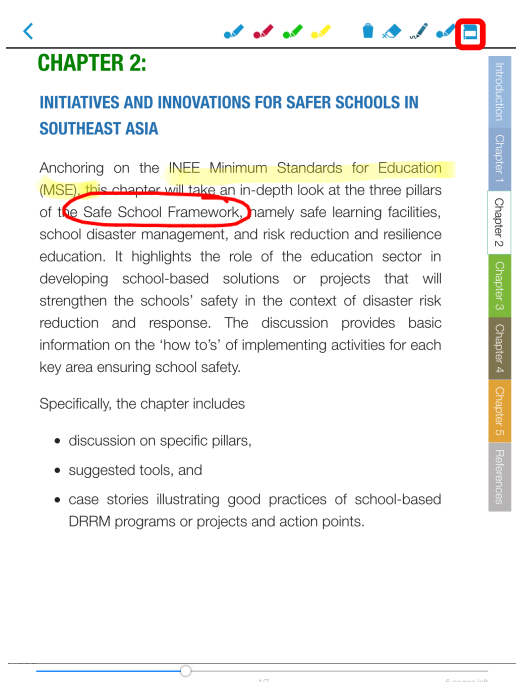 CHAPTER 2:
INITIATIVES AND INNOVATIONS FOR SAFER SCHOOLS IN
SOUTHEAST ASIA
Anchoring on the INEE Minimum Standards for Education
(MSE), this chapter will take an in-depth look at the three pillars
of the Safe School Framework, namely safe learning facilities,
school disaster management, and risk reduction and resilience
education. It highlights the role of the education sector in
developing school-based solutions or projects that will
strengthen the schools' safety in the context of disaster risk
reduction and response. The discussion provides basic
information on the 'how to's' of implementing activities for each
key area ensuring school safety.
Specifically, the chapter includes
• discussion on specific pillars,
• suggested tools, and
• case stories illustrating good practices of school-based
DRRM programs or projects and action points.
Introduction
Chapter 1
Chapter 2
Chapter 3
Chapter 4
Chapter 5
References